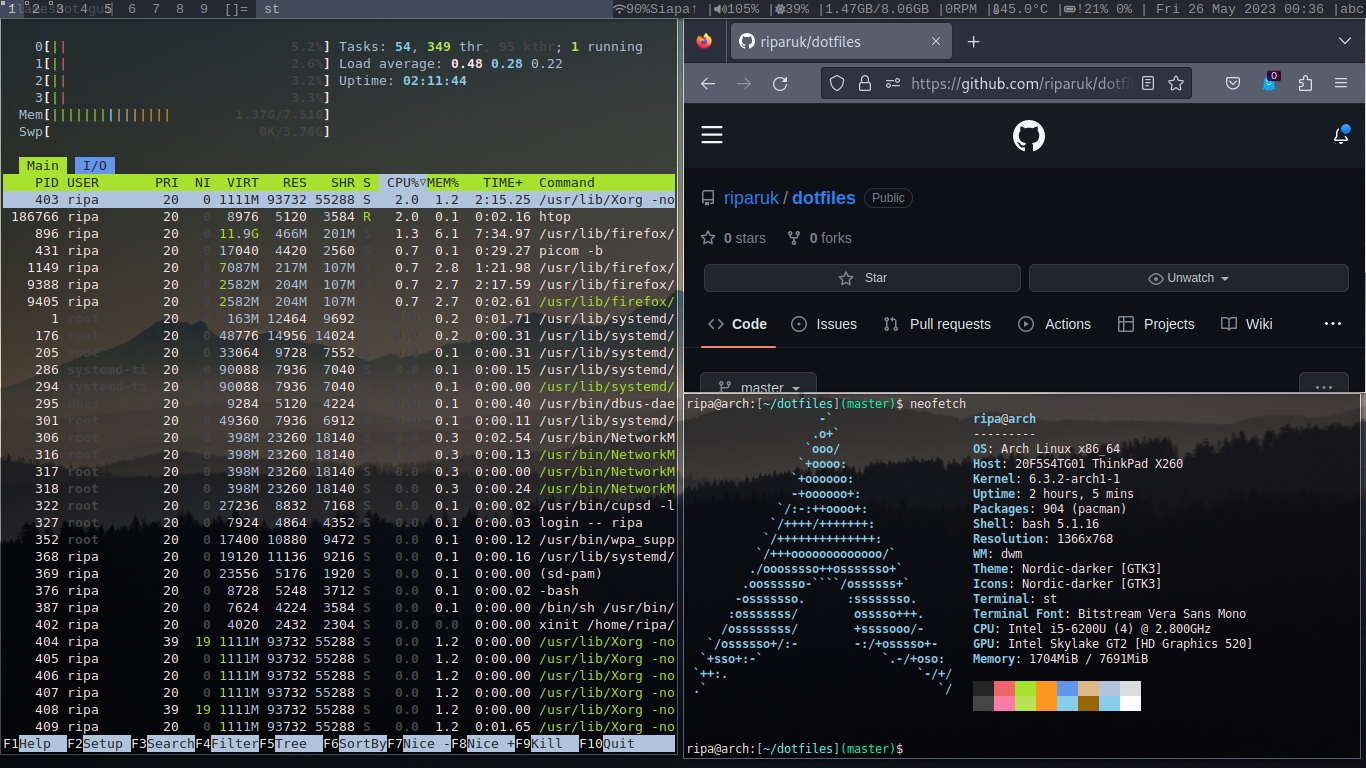 1 2 3 4 5 6 7 8 9 []= st 90%Siapa↑ |105% |39% |1.47GB/8.06GB |0RPM |45.0°C |!21% 0% | Fri 26 May 2023 00:36 |abc
0[|| 5.2%] Tasks: 54, 349 thr, 95 kthr; 1 running
1[|| 2.6%] Load average: 0.48 0.28 0.22
2[|| 3.2%] Uptime: 02:11:44
3[|| 3.3%]
Mem[||||||||||||||| 1.37G/7.51G]
Swp[ 0K/3.76G]
Main I/O
PID USER PRI NI VIRT RES SHR S CPU%▽MEM% TIME+ Command
403 ripa 20 0 1111M 93732 55288 S 2.0 1.2 2:15.25 /usr/lib/Xorg -no
186766 ripa 20 0 8976 5120 3584 R 2.0 0.1 0:02.16 htop
896 ripa 20 0 11.9G 466M 201M S 1.3 6.1 7:34.97 /usr/lib/firefox/
431 ripa 20 0 17040 4420 2560 S 0.7 0.1 0:29.27 picom -b
1149 ripa 20 0 7087M 217M 107M S 0.7 2.8 1:21.98 /usr/lib/firefox/
9388 ripa 20 0 2582M 204M 107M S 0.7 2.7 2:17.59 /usr/lib/firefox/
9405 ripa 20 0 2582M 204M 107M S 0.7 2.7 0:02.61 /usr/lib/firefox/
1 root 20 0 163M 12464 9692 S 0.0 0.2 0:01.71 /usr/lib/systemd/
176 root 20 0 48776 14956 14024 S 0.0 0.2 0:00.31 /usr/lib/systemd/
205 root 20 0 33064 9728 7552 S 0.0 0.1 0:00.31 /usr/lib/systemd/
286 systemd-ti 20 0 90088 7936 7040 S 0.0 0.1 0:00.15 /usr/lib/systemd/
294 systemd-ti 20 0 90088 7936 7040 S 0.0 0.1 0:00.00 /usr/lib/systemd/
295 dbus 20 0 9284 5120 4224 S 0.0 0.1 0:00.40 /usr/bin/dbus-dae
301 root 20 0 49360 7936 6912 S 0.0 0.1 0:00.11 /usr/lib/systemd/
306 root 20 0 398M 23260 18140 S 0.0 0.3 0:02.54 /usr/bin/NetworkM
316 root 20 0 398M 23260 18140 S 0.0 0.3 0:00.13 /usr/bin/NetworkM
317 root 20 0 398M 23260 18140 S 0.0 0.3 0:00.00 /usr/bin/NetworkM
318 root 20 0 398M 23260 18140 S 0.0 0.3 0:00.24 /usr/bin/NetworkM
322 root 20 0 27236 8832 7168 S 0.0 0.1 0:00.02 /usr/bin/cupsd -l
327 root 20 0 7924 4864 4352 S 0.0 0.1 0:00.03 login -- ripa
352 root 20 0 17400 10880 9472 S 0.0 0.1 0:00.12 /usr/bin/wpa_supp
368 ripa 20 0 19120 11136 9216 S 0.0 0.1 0:00.16 /usr/lib/systemd/
369 ripa 20 0 23556 5176 1920 S 0.0 0.1 0:00.00 (sd-pam)
376 ripa 20 0 8728 5248 3712 S 0.0 0.1 0:00.02 -bash
387 ripa 20 0 7624 4224 3584 S 0.0 0.1 0:00.00 /bin/sh /usr/bin/
402 ripa 20 0 4020 2432 2304 S 0.0 0.0 0:00.00 xinit /home/ripa/
404 ripa 39 19 1111M 93732 55288 S 0.0 1.2 0:00.00 /usr/lib/Xorg -no
405 ripa 20 0 1111M 93732 55288 S 0.0 1.2 0:00.00 /usr/lib/Xorg -no
406 ripa 20 0 1111M 93732 55288 S 0.0 1.2 0:00.00 /usr/lib/Xorg -no
407 ripa 20 0 1111M 93732 55288 S 0.0 1.2 0:00.00 /usr/lib/Xorg -no
408 ripa 39 19 1111M 93732 55288 S 0.0 1.2 0:00.00 /usr/lib/Xorg -no
409 ripa 20 0 1111M 93732 55288 S 0.0 1.2 0:01.65 /usr/lib/Xorg -no
F1Help F2Setup F3SearchF4FilterF5Tree F6SortByF7Nice -F8Nice +F9Kill F10Quit
riparuk/dotfiles
https://github.com/riparuk/dotfil
0
riparuk / dotfiles Public
0 stars 0 forks
Star Unwatch
Code Issues Pull requests Actions Projects Wiki ...
master ...
ripa@arch:[~/dotfiles](master)$ neofetch
-` ripa@arch
.o+` ---------
`ooo/ OS: Arch Linux x86_64
`+oooo: Host: 20F5S4TG01 ThinkPad X260
`+oooooo: Kernel: 6.3.2-arch1-1
-+oooooo+: Uptime: 2 hours, 5 mins
`/:-:++oooo+: Packages: 904 (pacman)
`/++++/+++++++: Shell: bash 5.1.16
`/++++++++++++++: Resolution: 1366x768
`/+++ooooooooooooo/` WM: dwm
./ooosssso++osssssso+` Theme: Nordic-darker [GTK3]
.oossssso-````/ossssss+` Icons: Nordic-darker [GTK3]
-osssssso. :ssssssso. Terminal: st
:osssssss/ osssso+++. Terminal Font: Bitstream Vera Sans Mono
/ossssssss/ +ssssooo/- CPU: Intel i5-6200U (4) @ 2.800GHz
`/ossssso+/:- -:/+osssso+- GPU: Intel Skylake GT2 [HD Graphics 520]
`+sso+:-` `.-/+oso: Memory: 1704MiB / 7691MiB
`++:. `-/+/
.` `/
ripa@arch:[~/dotfiles](master)$